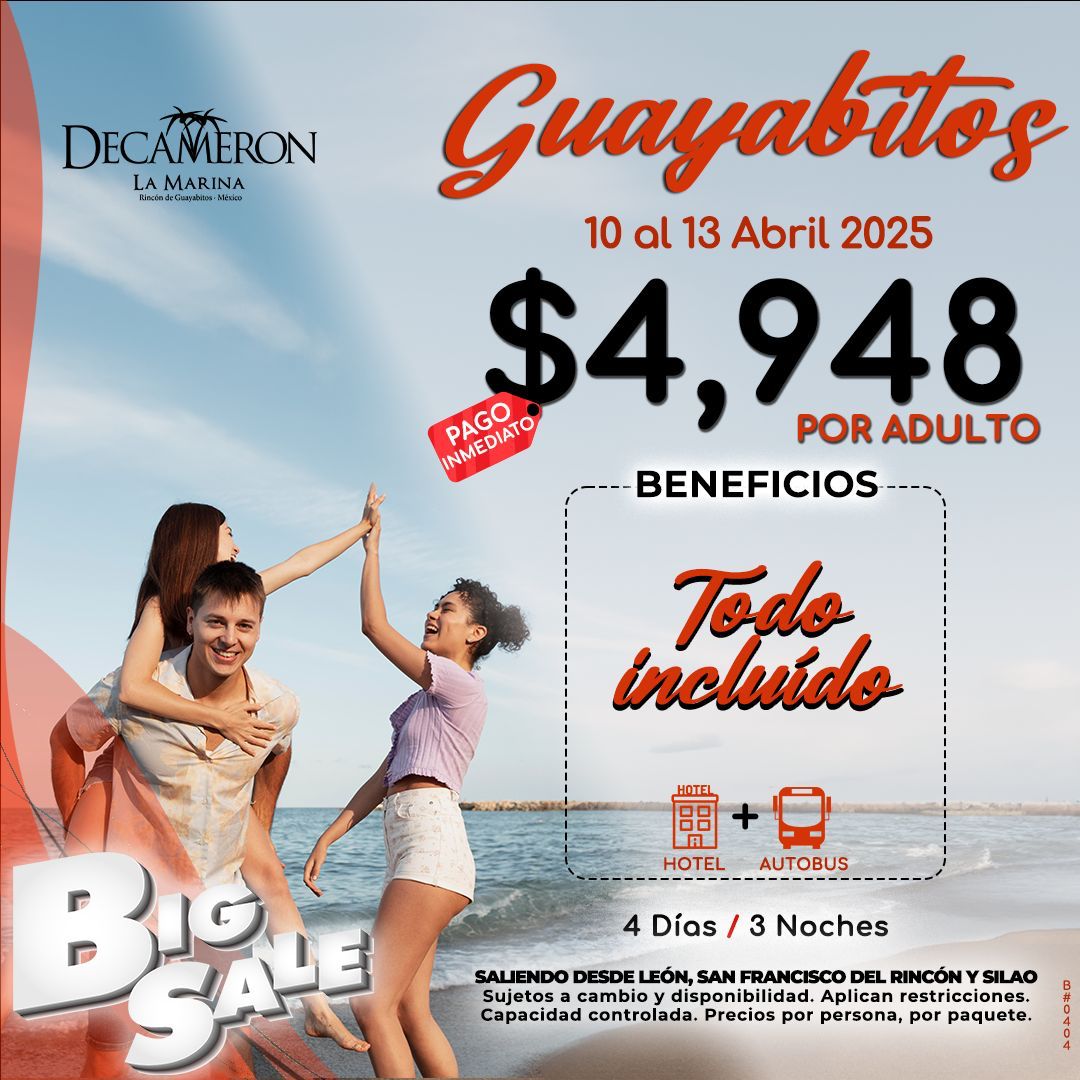 DECAMERON
LA MARINA
Rincón de Guayabitos - México
Guayabitos
10 al 13 Abril 2025
$4,948
PAGO
INMEDIATO
POR ADULTO
BENEFICIOS
Todo
incluído
HOTEL
+
HOTEL
AUTOBUS
4 Días / 3 Noches
BIG
SALE
SALIENDO DESDE LEÓN, SAN FRANCISCO DEL RINCÓN Y SILAO
Sujetos a cambio y disponibilidad. Aplican restricciones.
Capacidad controlada. Precios por persona, por paquete.
B#0404